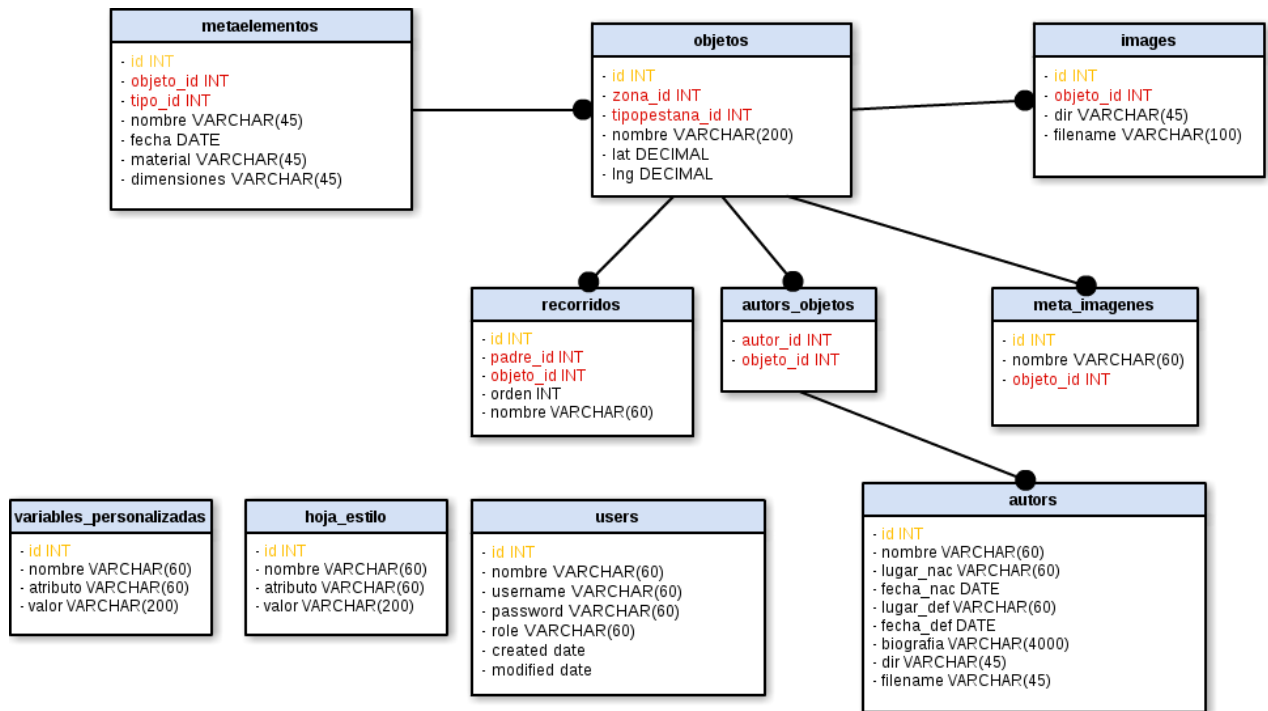 metaelementos
- id INT
- objeto_id INT
- tipo_id INT
- nombre VARCHAR(45)
- fecha DATE
- material VARCHAR(45)
- dimensiones VARCHAR(45)
objetos
- id INT
- zona_id INT
- tipopestana_id INT
- nombre VARCHAR(200)
- lat DECIMAL
- lng DECIMAL
images
- id INT
- objeto_id INT
- dir VARCHAR(45)
- filename VARCHAR(100)
recorridos
- id INT
- padre_id INT
- objeto_id INT
- orden INT
- nombre VARCHAR(60)
autors_objetos
- autor_id INT
- objeto_id INT
meta_imagenes
- id INT
- nombre VARCHAR(60)
- objeto_id INT
variables_personalizadas
- id INT
- nombre VARCHAR(60)
- atributo VARCHAR(60)
- valor VARCHAR(200)
hoja_estilo
- id INT
- nombre VARCHAR(60)
- atributo VARCHAR(60)
- valor VARCHAR(200)
users
- id INT
- nombre VARCHAR(60)
- username VARCHAR(60)
- password VARCHAR(60)
- role VARCHAR(60)
- created date
- modified date
autors
- id INT
- nombre VARCHAR(60)
- lugar_nac VARCHAR(60)
- fecha_nac DATE
- lugar_def VARCHAR(60)
- fecha_def DATE
- biografia VARCHAR(4000)
- dir VARCHAR(45)
- filename VARCHAR(45)